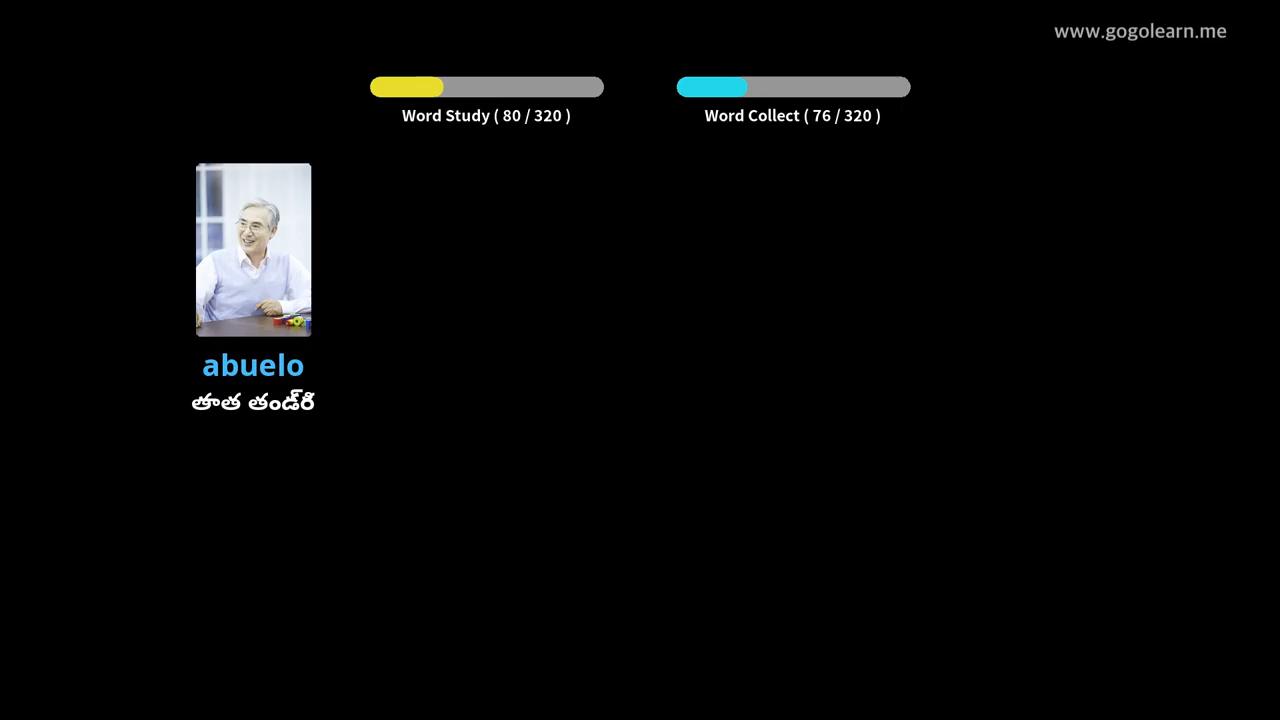 www.gogolearn.me
Word Study ( 80 / 320 )
Word Collect ( 76 / 320 )
abuelo
తాత తండ్రి